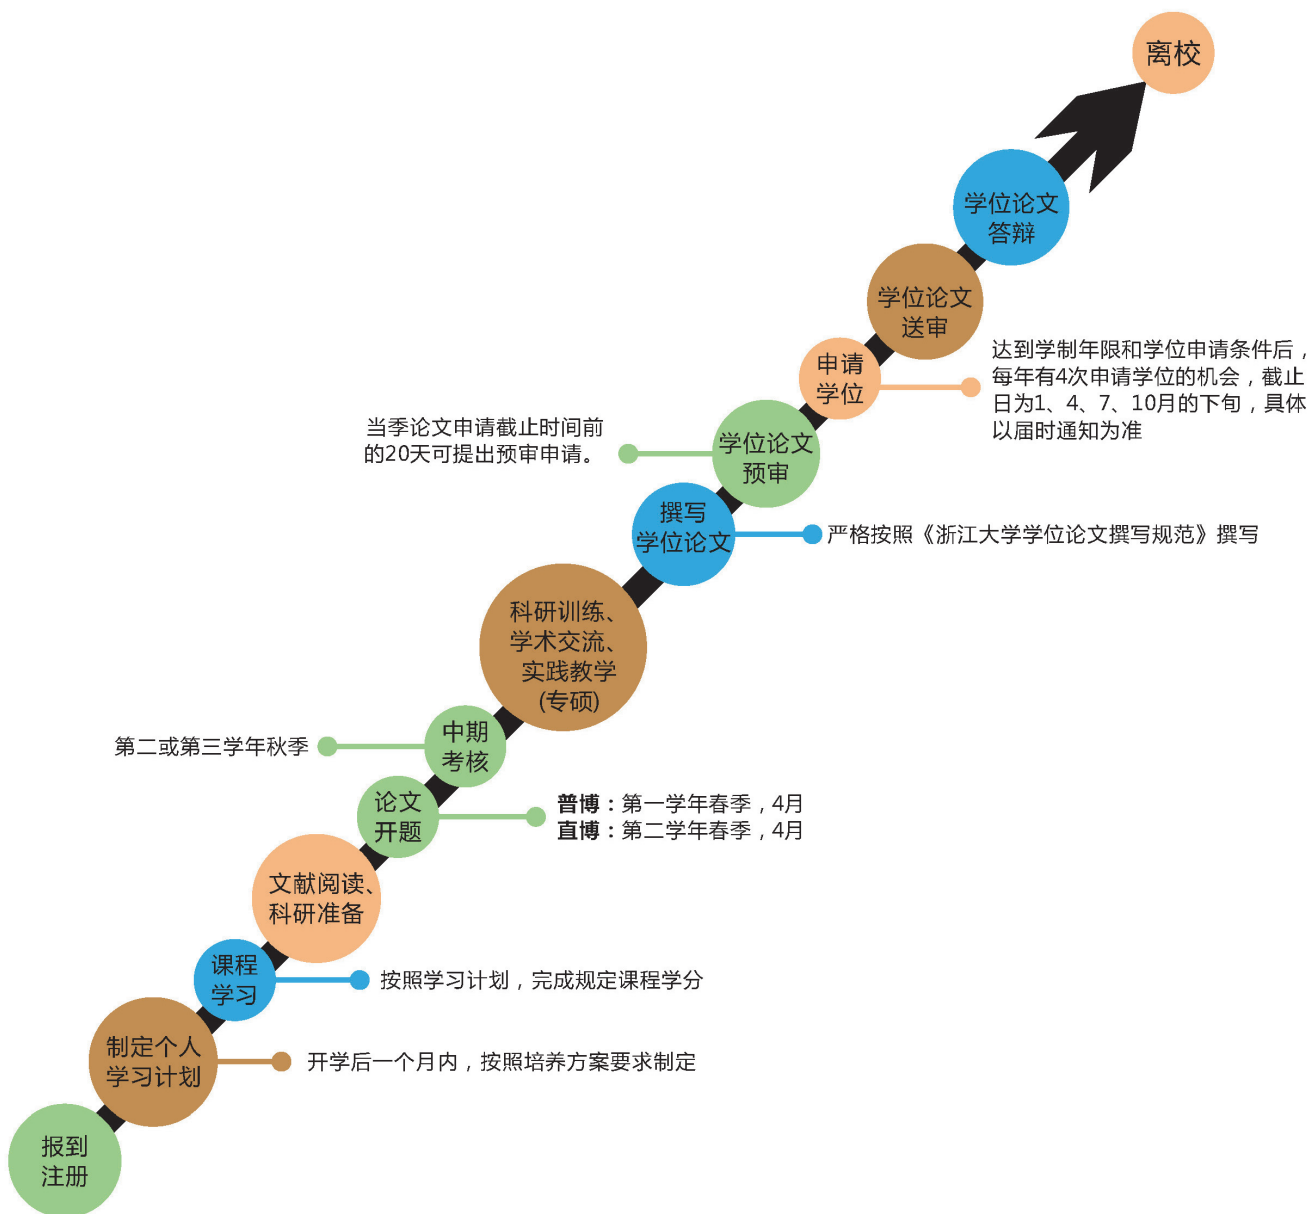 离校
学位论文
答辩
学位论文
送审
申请
学位
达到学制年限和学位申请条件后，
每年有4次申请学位的机会，截止
日为1、4、7、10月的下旬，具体
以届时通知为准
当季论文申请截止时间前
的20天可提出预审申请。
学位论文
预审
撰写
学位论文
严格按照《浙江大学学位论文撰写规范》撰写
科研训练、
学术交流、
实践教学
(专硕)
第二或第三学年秋季
中期
考核
论文
开题
普博：第一学年春季，4月
直博：第二学年春季，4月
文献阅读、
科研准备
课程
学习
按照学习计划，完成规定课程学分
制定个人
学习计划
开学后一个月内，按照培养方案要求制定
报到
注册